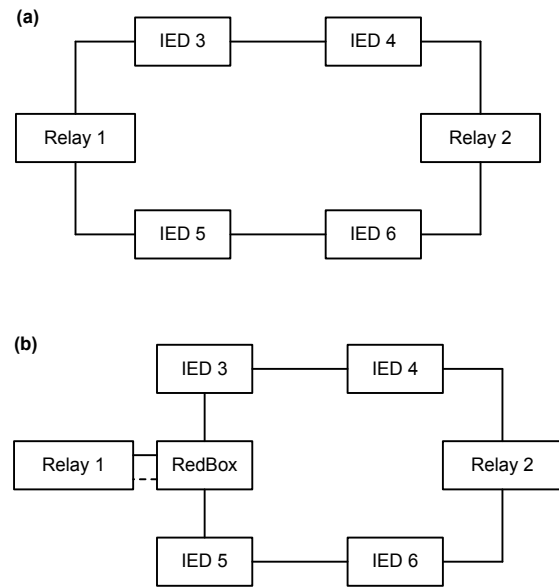 (a)
IED 3 IED 4
Relay 1 Relay 2
IED 5 IED 6
(b)
IED 3 IED 4
Relay 1 RedBox Relay 2
IED 5 IED 6